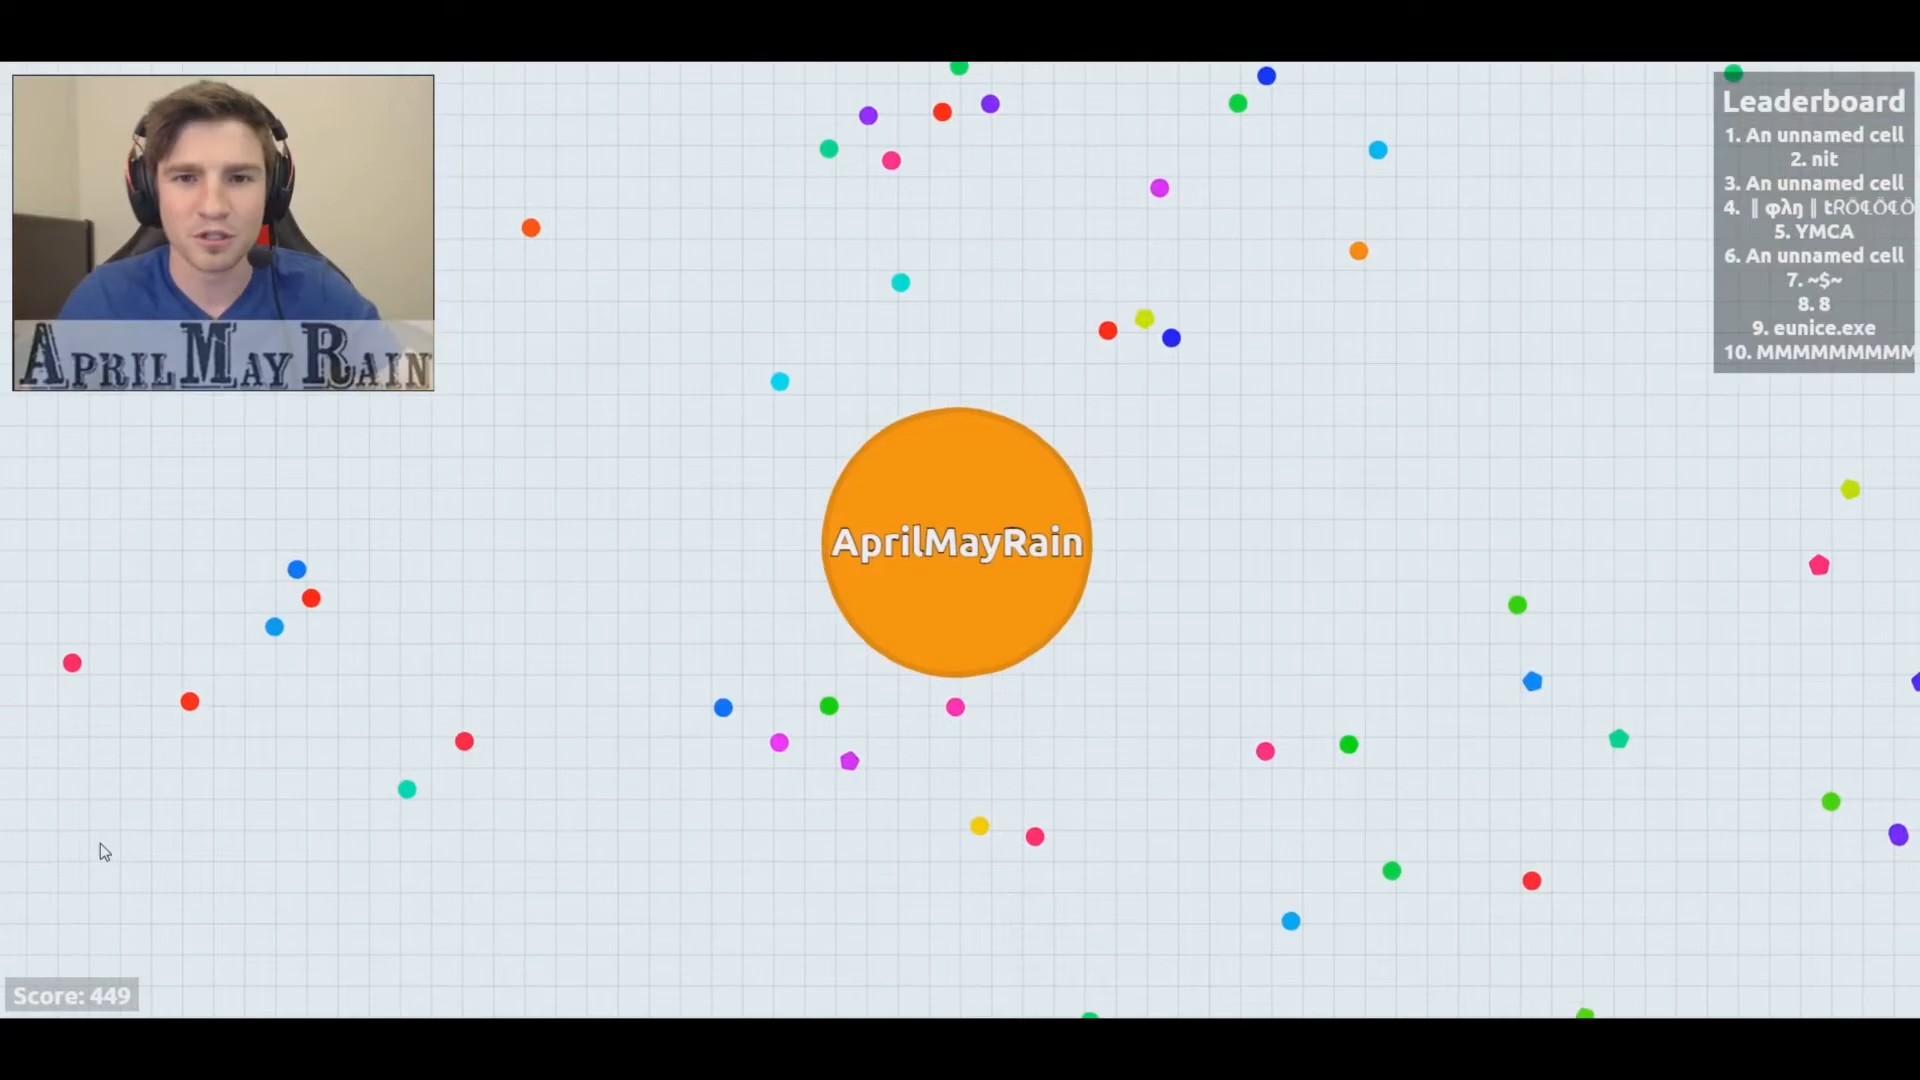 April May Rain
Leaderboard
1. An unnamed cell
2. nit
3. An unnamed cell
5. YMCA
6. An unnamed cell
7. ~$~
8. 8
9. eunice.exe
10. MMMMMMMMM
AprilMayRain
Score: 449